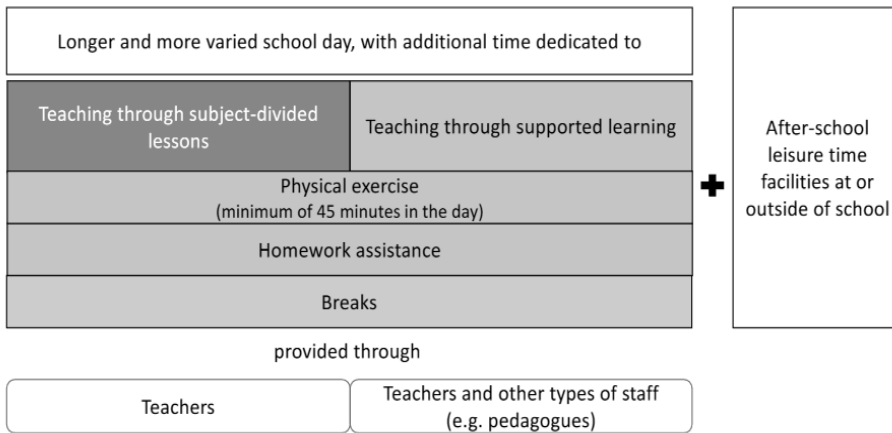 Longer and more varied school day, with additional time dedicated to
Teaching through subject-divided
lessons
Teaching through supported learning
Physical exercise
(minimum of 45 minutes in the day)
Homework assistance
Breaks
provided through
Teachers
Teachers and other types of staff
(e.g. pedagogues)
+
After-school
leisure time
facilities at or
outside of school